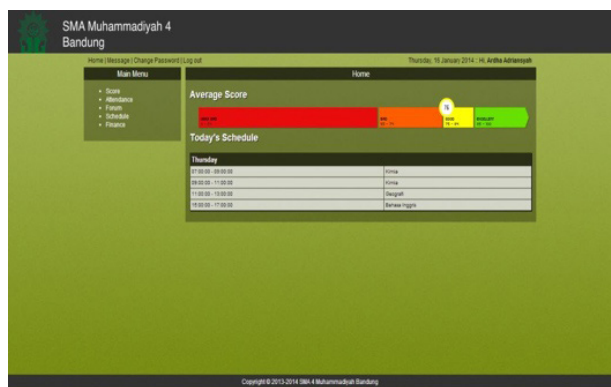 SMA Muhammadiyah 4
Bandung
Home | Message | Change Password | Log out
Thursday, 16 January 2014 : Hi, Ardha Adriansyah
Main Menu
Score
Attendance
Forum
Schedule
Finance
Home
Average Score
76
Today's Schedule
Thursday
07:00:00 - 09:00:00 Kimia
09:00:00 - 11:00:00 Kimia
11:00:00 - 13:00:00 Geografi
15:00:00 - 17:00:00 Bahasa Inggris
Copyright © 2013-2014 SMA 4 Muhammadiyah Bandung